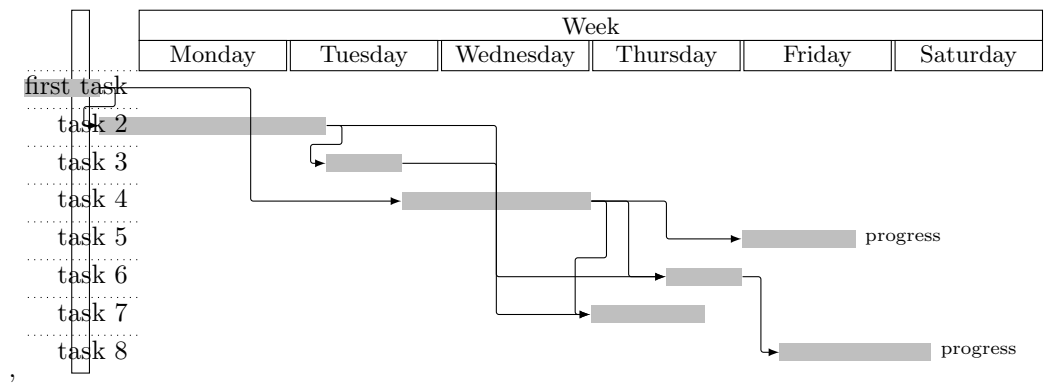 Week
Monday Tuesday Wednesday Thursday Friday Saturday
first task
task 2
task 3
task 4
task 5 progress
task 6
task 7
task 8 progress
,